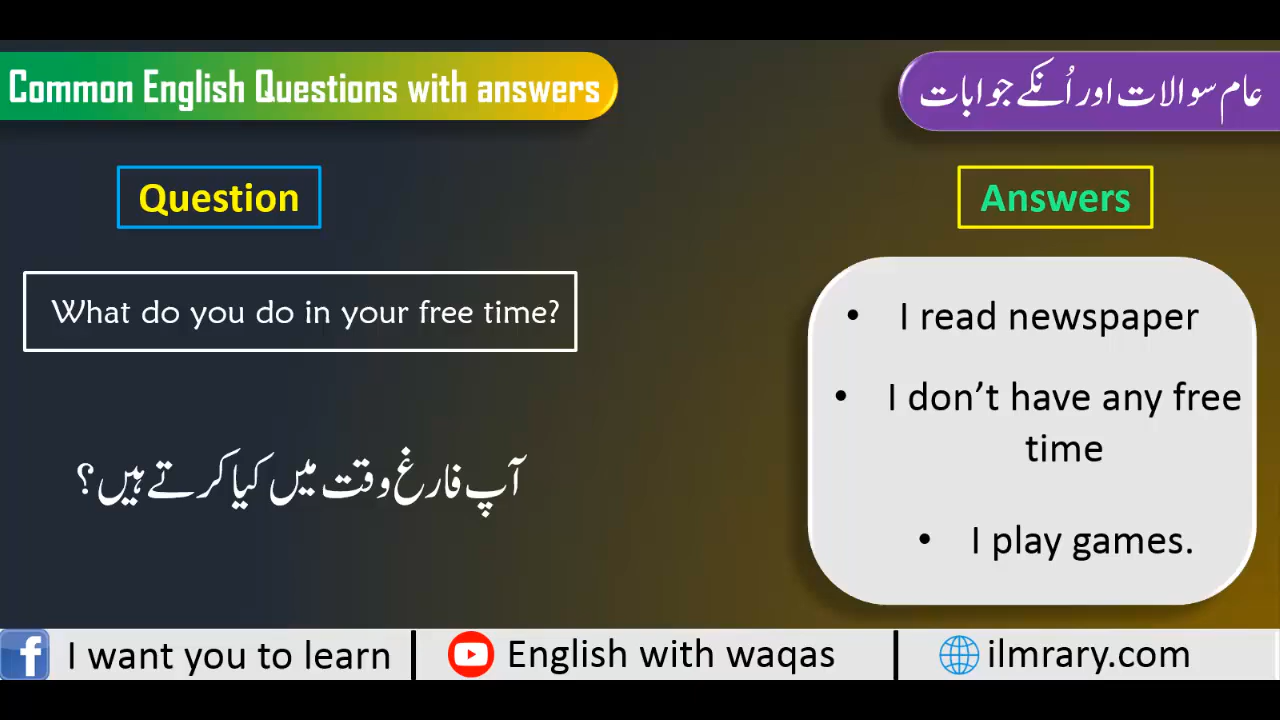 Common English Questions with answers
عام سوالات اور اُنکے جوابات
Question
Answers
What do you do in your free time?
آپ فارغ وقت میں کیا کرتے ہیں؟
• I read newspaper
• I don’t have any free
time
• I play games.
f I want you to learn
English with waqas
ilmrary.com